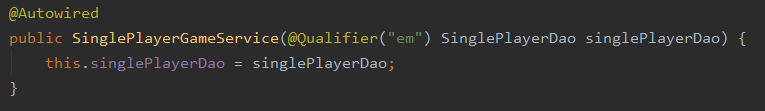 @Autowired
public SinglePlayerGameService(@Qualifier("em") SinglePlayerDao singlePlayerDao) {
this.singlePlayerDao = singlePlayerDao;
}